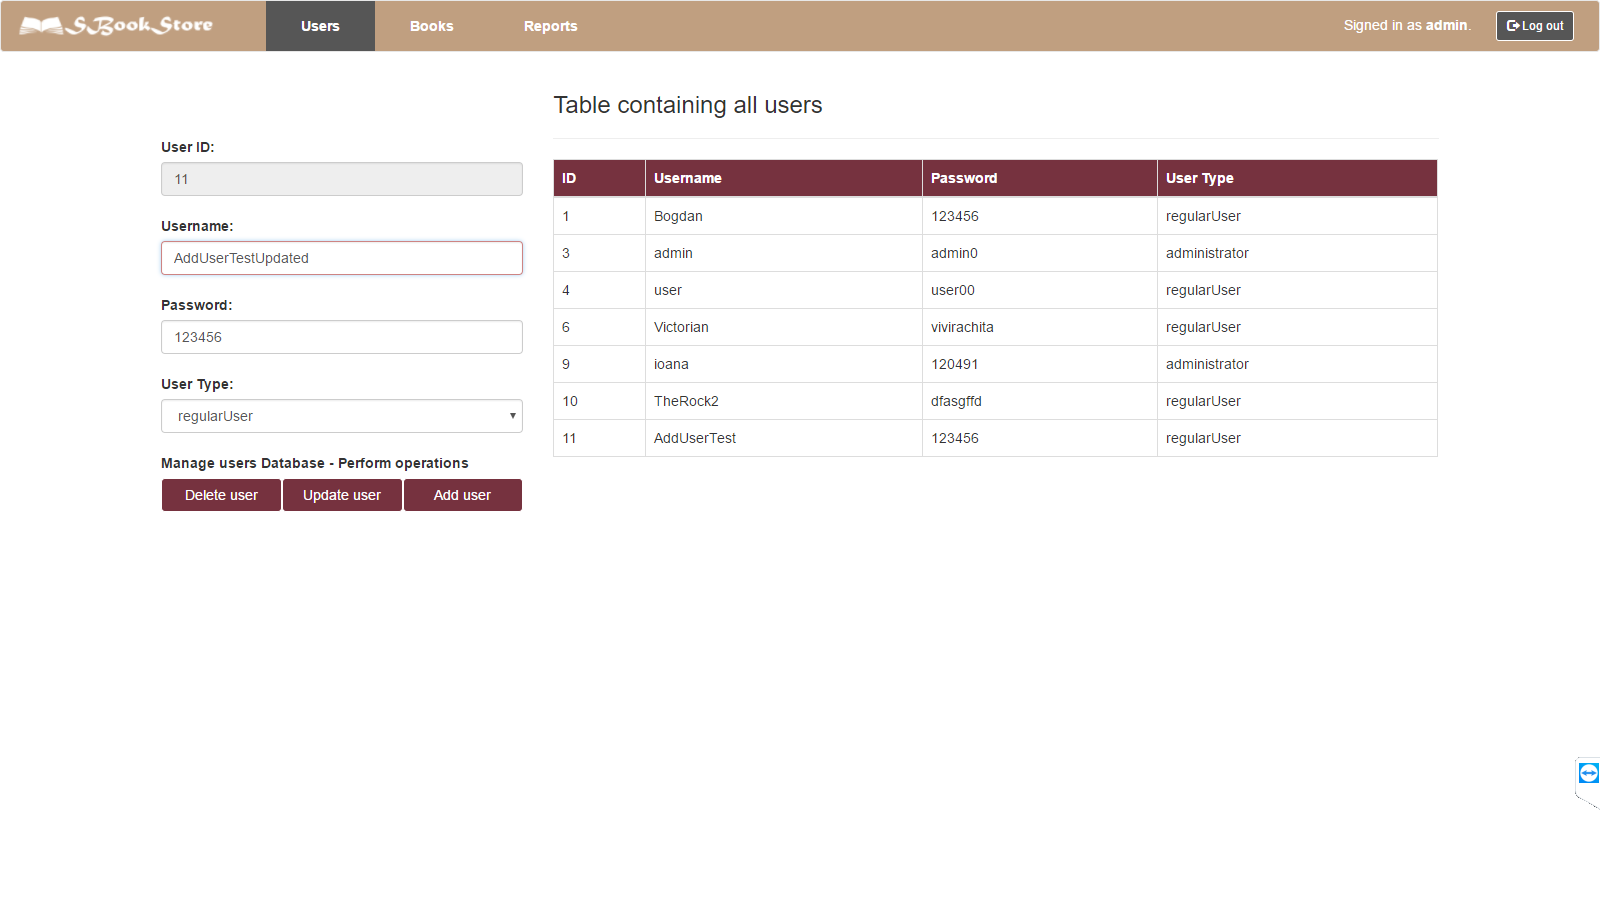 SBookStore Users Books Reports Signed in as admin. Log out
Table containing all users
User ID:
11
Username:
AddUserTestUpdated
Password:
123456
User Type:
regularUser
Manage users Database - Perform operations
Delete user Update user Add user
ID Username Password User Type
1 Bogdan 123456 regularUser
3 admin admin0 administrator
4 user user00 regularUser
6 Victorian vivirachita regularUser
9 ioana 120491 administrator
10 TheRock2 dfasgffd regularUser
11 AddUserTest 123456 regularUser